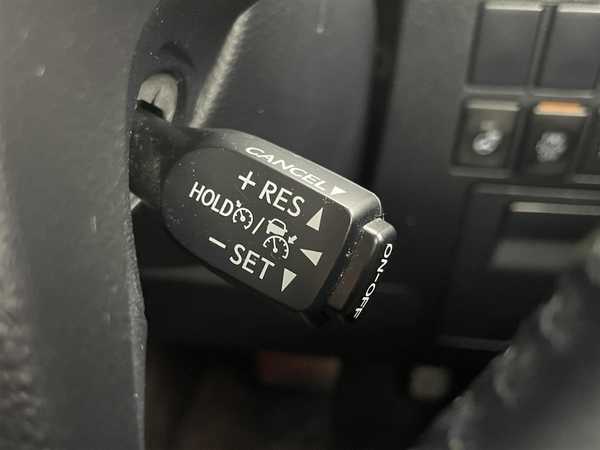 CANCEL▼
+ RES ▲
HOLD /
- SET ▼
ON-OFF